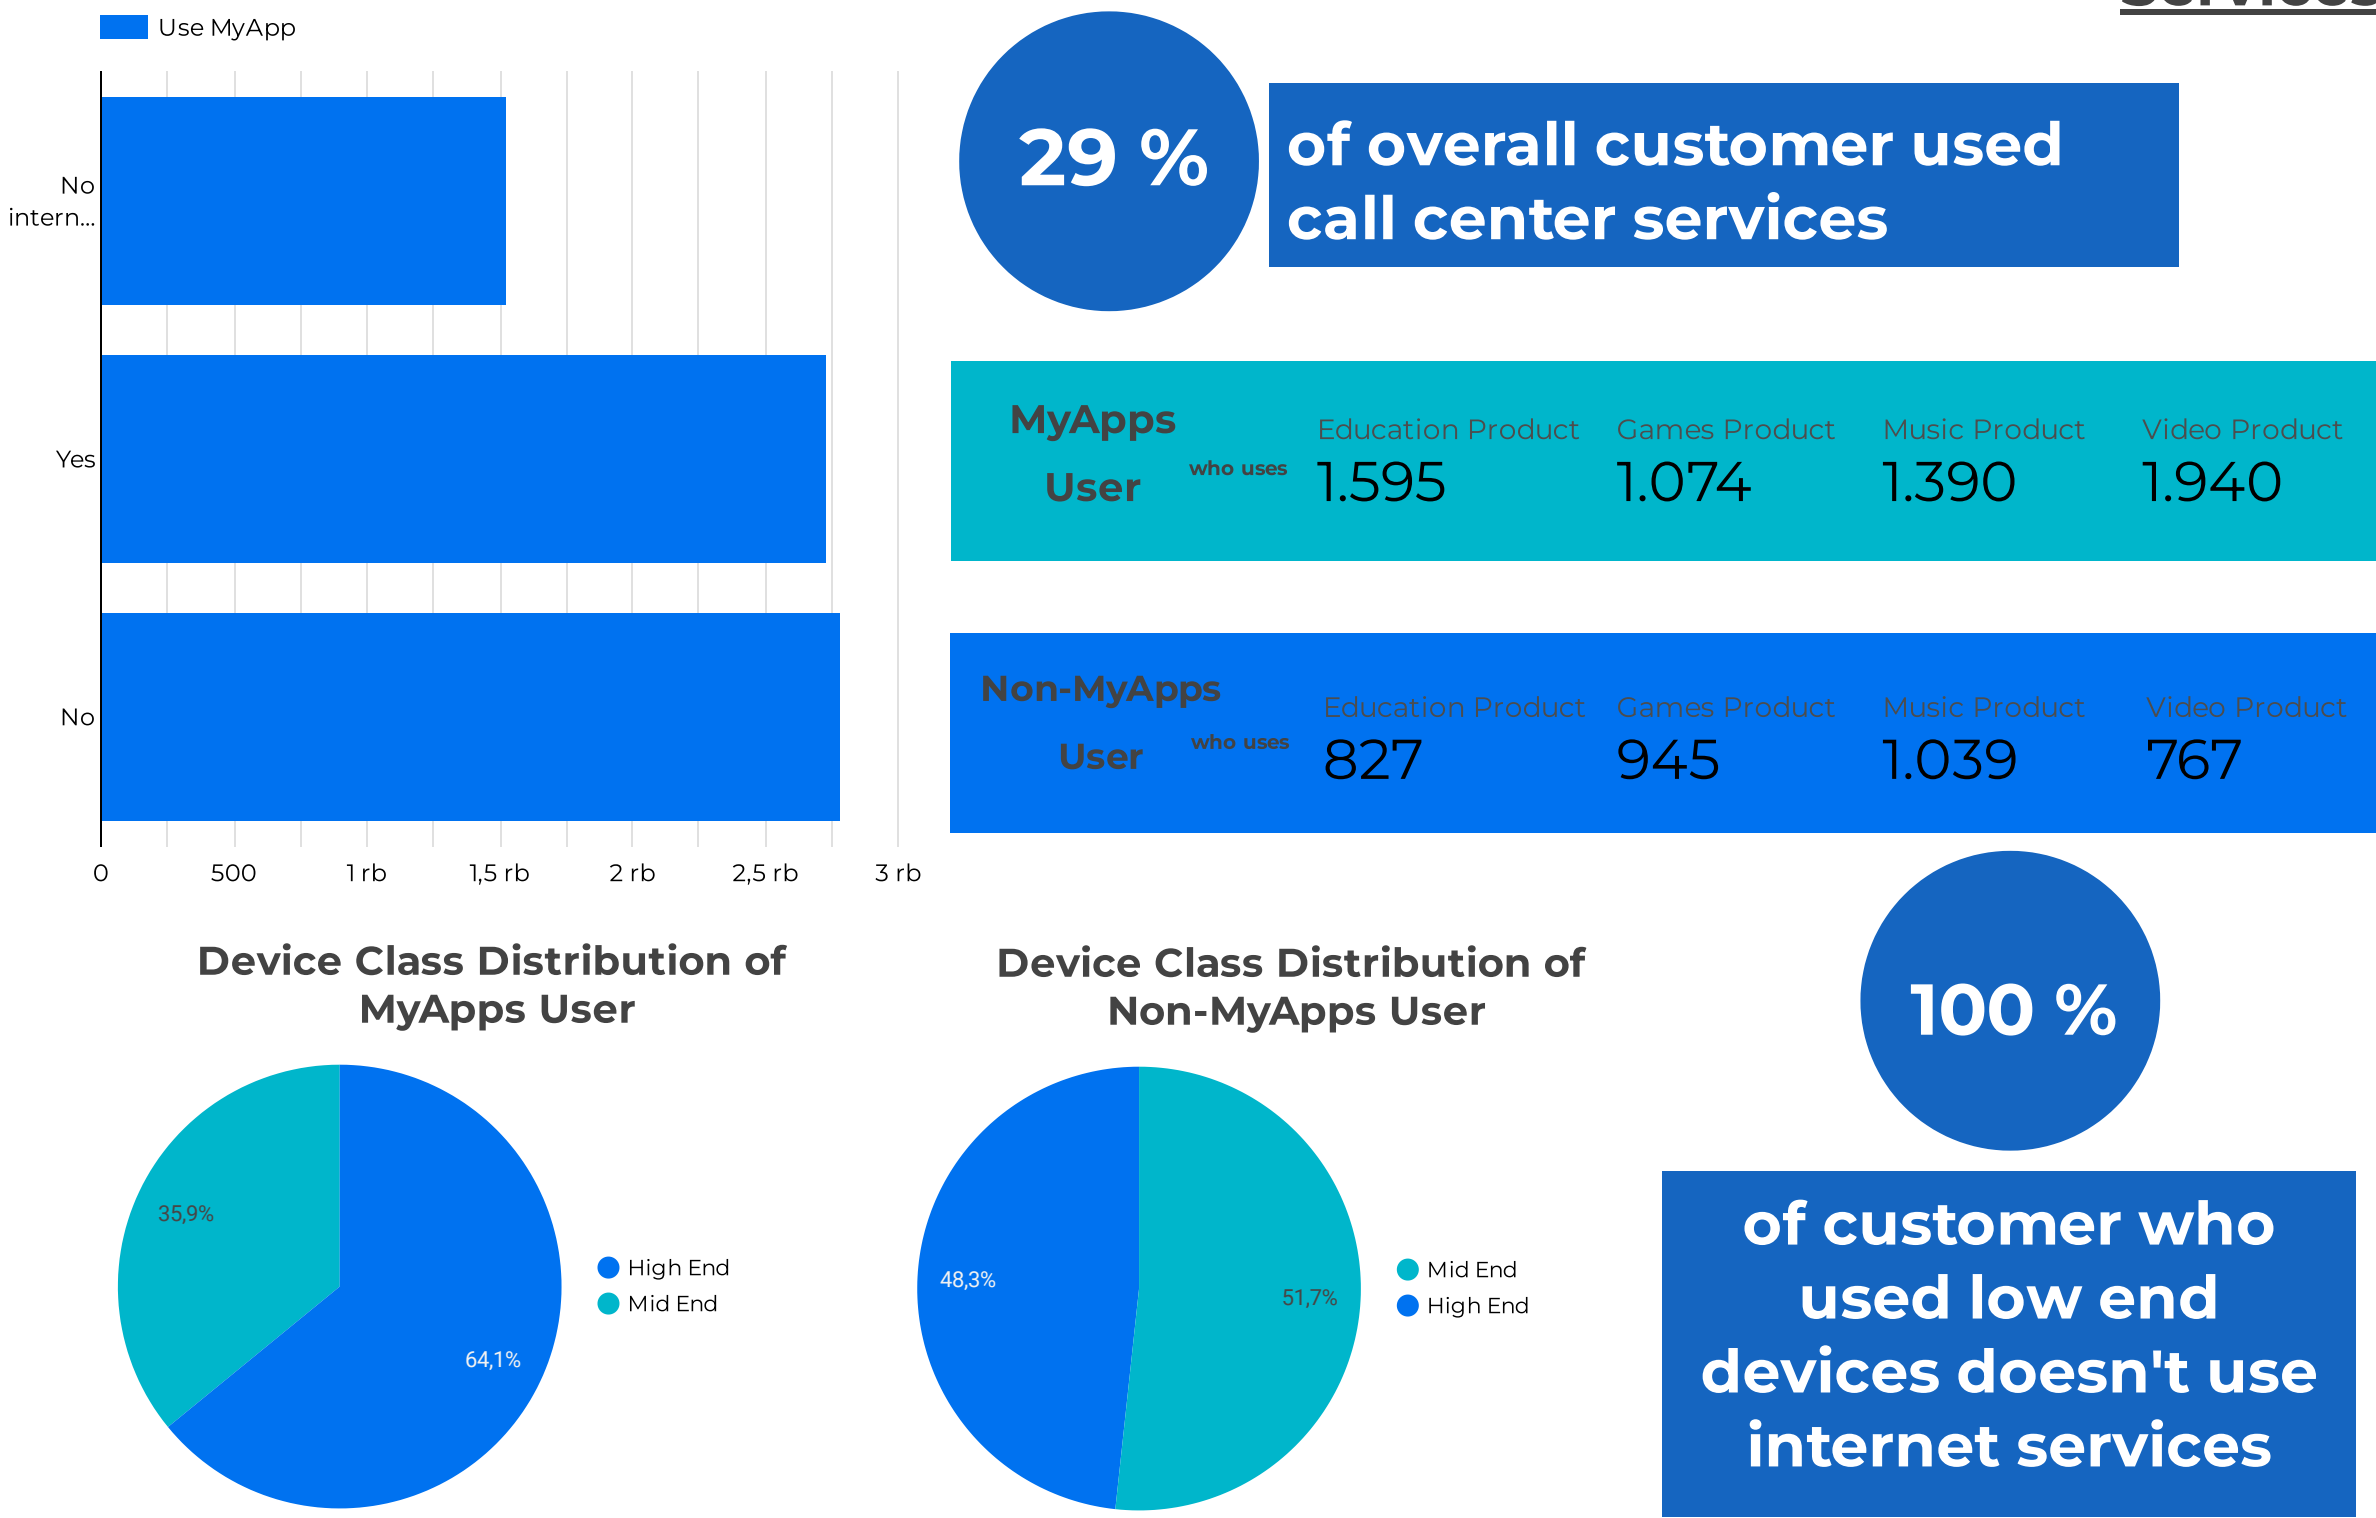 Use MyApp
No
intern...
Yes
No
0 500 1 rb 1,5 rb 2 rb 2,5 rb 3 rb
29 %
of overall customer used
call center services
MyApps
User
who uses
Education Product Games Product Music Product Video Product
1.595 1.074 1.390 1.940
Non-MyApps
User
who uses
Education Product Games Product Music Product Video Product
827 945 1.039 767
Device Class Distribution of
MyApps User
35,9%
64,1%
High End
Mid End
Device Class Distribution of
Non-MyApps User
48,3%
51,7%
Mid End
High End
100 %
of customer who
used low end
devices doesn't use
internet services